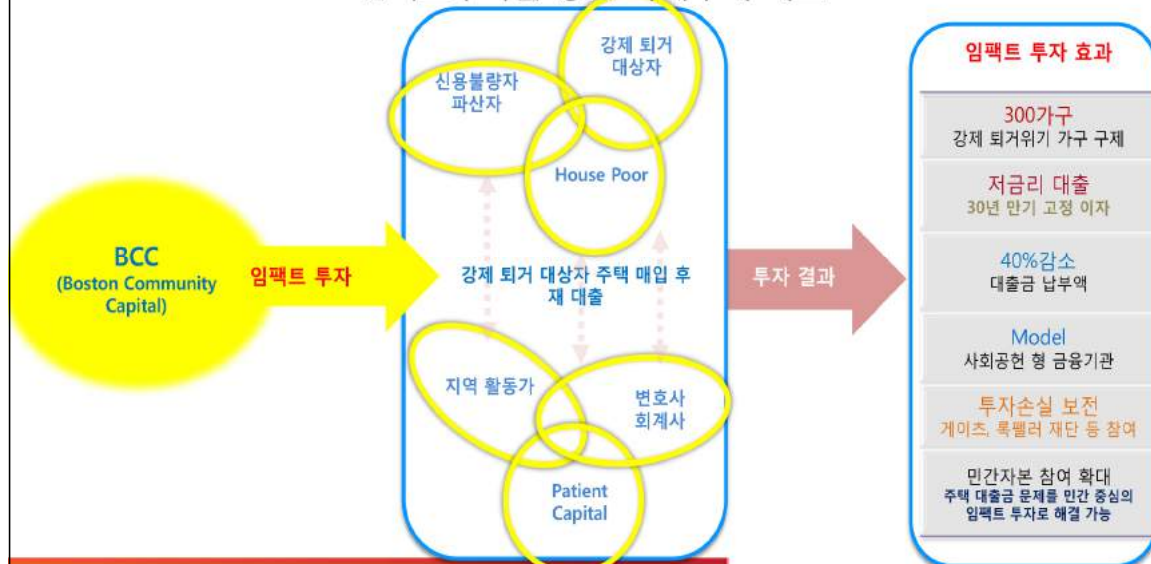 BCC
(Boston Community
Capital)
임팩트 투자
강제 퇴거
대상자
신용불량자
파산자
House Poor
강제 퇴거 대상자 주택 매입 후
재 대출
지역 활동가
변호사
회계사
Patient
Capital
투자 결과
임팩트 투자 효과
300가구
강제 퇴거위기 가구 구제
저금리 대출
30년 만기 고정 이자
40%감소
대출금 납부액
Model
사회공헌 형 금융기관
투자손실 보전
게이츠, 록펠러 재단 등 참여
민간자본 참여 확대
주택 대출금 문제를 민간 중심의
임팩트 투자로 해결 가능